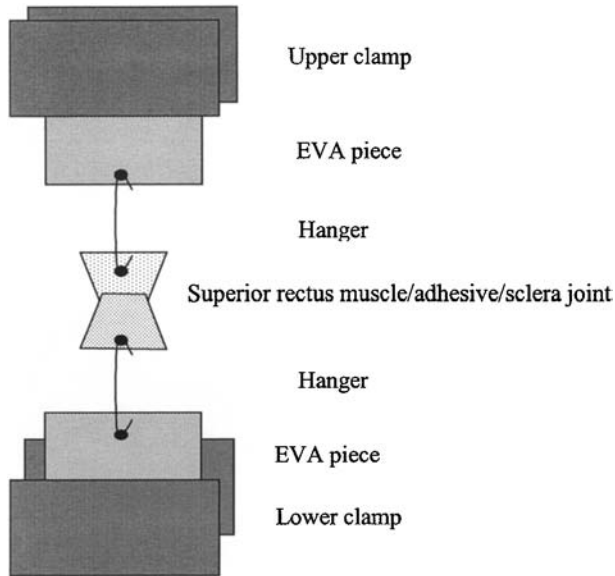 Upper clamp
EVA piece
Hanger
Superior rectus muscle/adhesive/sclera joint
Hanger
EVA piece
Lower clamp